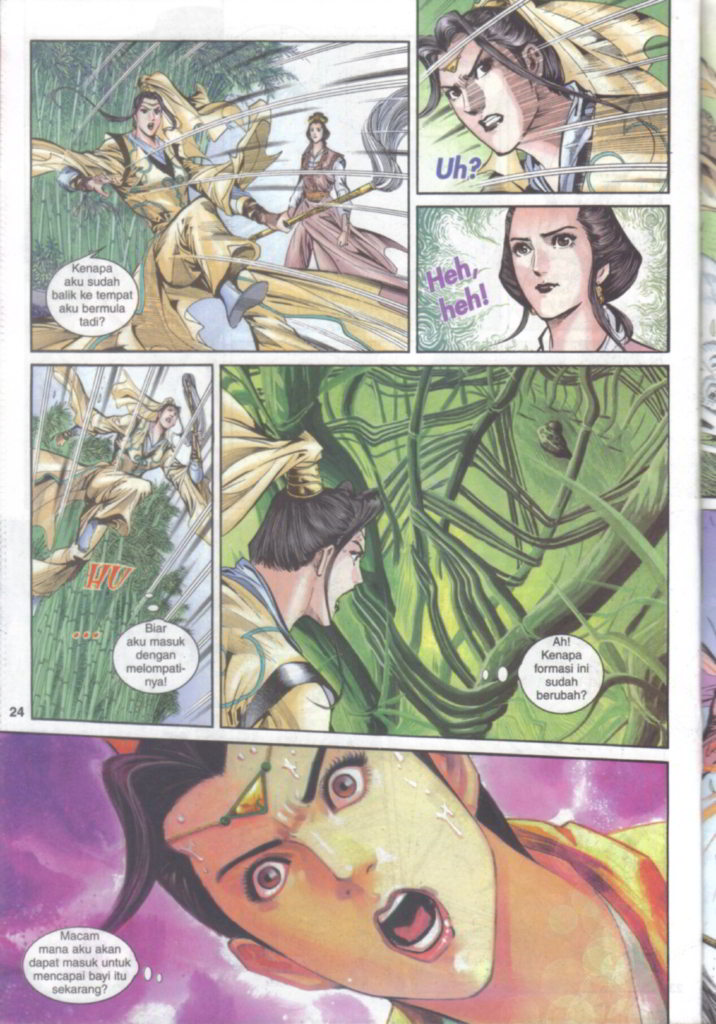 Kenapa
aku sudah
balik ke tempat
aku bermula
tadi?
Uh?
Heh,
heh!
HU
...
Biar
aku masuk
dengan
melompati-
nya!
Ah!
Kenapa
formasi ini
sudah
berubah?
24
Macam
mana aku akan
dapat masuk untuk
mencapai bayi itu
sekarang?